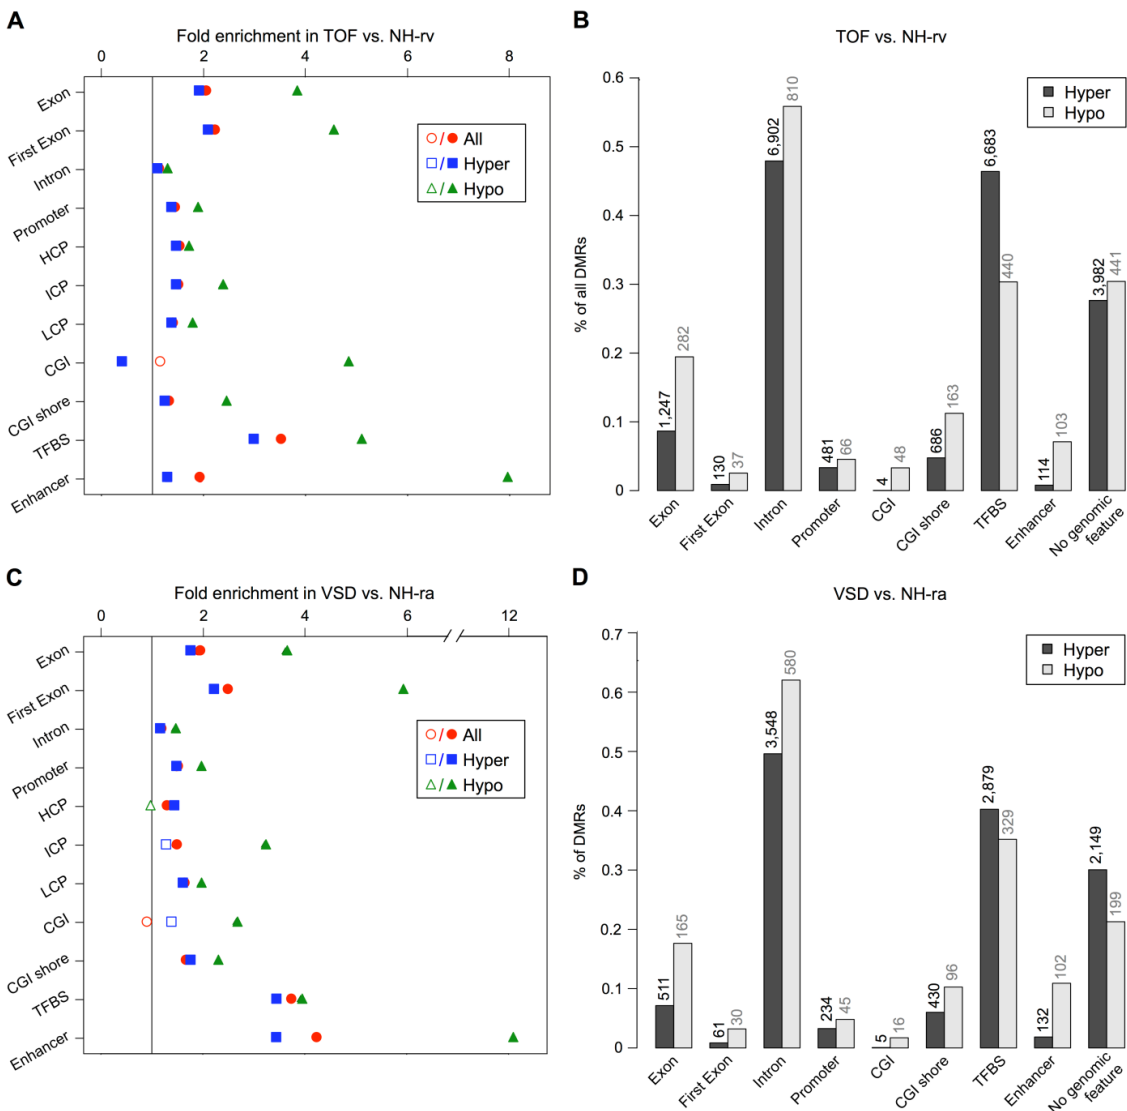 A
Fold enrichment in TOF vs. NH-rv
0 2 4 6 8
Exon
First Exon
Intron
Promoter
HCP
ICP
LCP
CGI
CGI shore
TFBS
Enhancer
/ All
/ Hyper
/ Hypo
B
TOF vs. NH-rv
% of all DMRs
0.6
0.5
0.4
0.3
0.2
0.1
0
Hyper
Hypo
1,247 282
130 37
6,902 810
481 66
4 48
686 163
6,683 440
114 103
3,982 441
Exon
First Exon
Intron
Promoter
CGI
CGI shore
TFBS
Enhancer
No genomic
feature
C
Fold enrichment in VSD vs. NH-ra
0 2 4 6 12
Exon
First Exon
Intron
Promoter
HCP
ICP
LCP
CGI
CGI shore
TFBS
Enhancer
/ All
/ Hyper
/ Hypo
D
VSD vs. NH-ra
% of DMRs
0.7
0.6
0.5
0.4
0.3
0.2
0.1
0
Hyper
Hypo
511 165
61 30
3,548 580
234 45
5 16
430 96
2,879 329
132 102
2,149 199
Exon
First Exon
Intron
Promoter
CGI
CGI shore
TFBS
Enhancer
No genomic
feature